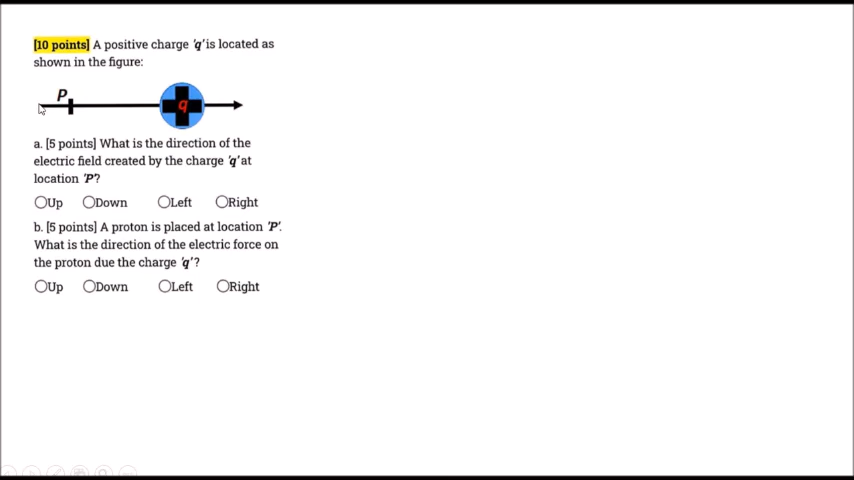 [10 points] A positive charge 'q' is located as
shown in the figure:
P
q
a. [5 points] What is the direction of the
electric field created by the charge 'q' at
location 'P'?
Up Down Left Right
b. [5 points] A proton is placed at location 'P'.
What is the direction of the electric force on
the proton due the charge 'q'?
Up Down Left Right